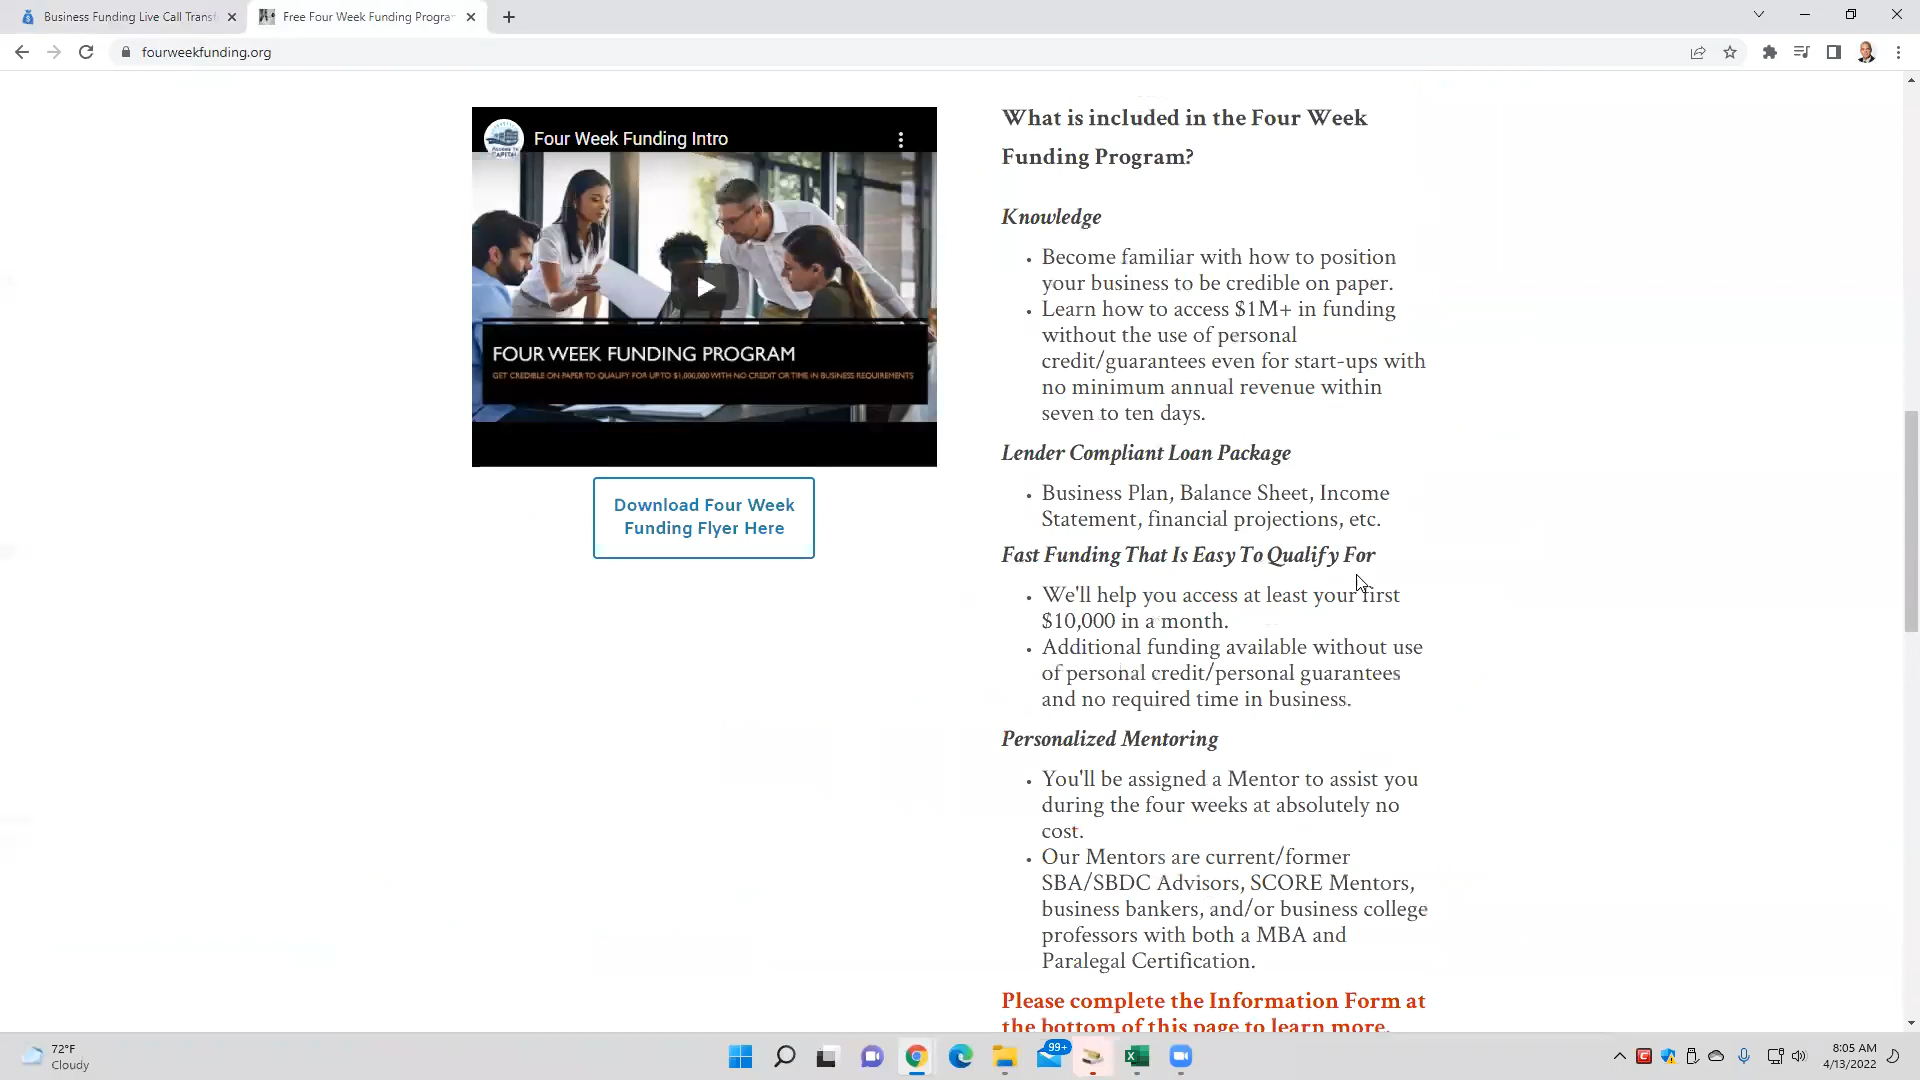 Business Funding Live Call Transf
Free Four Week Funding Progra
fourweekfunding.org
Four Week Funding Intro
FOUR WEEK FUNDING PROGRAM
GET CREDIBLE ON PAPER TO QUALIFY FOR UP TO $1,000,000 WITH NO CREDIT OR TIME IN BUSINESS REQUIREMENTS
Download Four Week
Funding Flyer Here
What is included in the Four Week
Funding Program?
Knowledge
• Become familiar with how to position
your business to be credible on paper.
• Learn how to access $1M+ in funding
without the use of personal
credit/guarantees even for start-ups with
no minimum annual revenue within
seven to ten days.
Lender Compliant Loan Package
• Business Plan, Balance Sheet, Income
Statement, financial projections, etc.
Fast Funding That Is Easy To Qualify For
• We'll help you access at least your first
$10,000 in a month.
• Additional funding available without use
of personal credit/personal guarantees
and no required time in business.
Personalized Mentoring
• You'll be assigned a Mentor to assist you
during the four weeks at absolutely no
cost.
• Our Mentors are current/former
SBA/SBDC Advisors, SCORE Mentors,
business bankers, and/or business college
professors with both a MBA and
Paralegal Certification.
Please complete the Information Form at
the bottom of this page to learn more.
72°F
Cloudy
99+
8:05 AM
4/13/2022